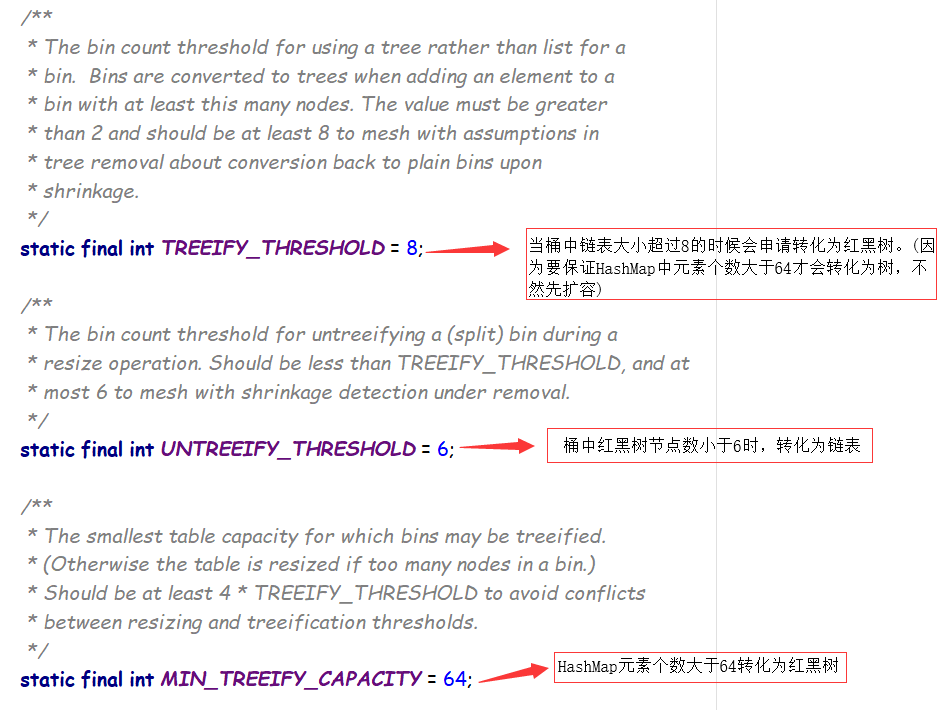 /**
* The bin count threshold for using a tree rather than list for a
* bin.  Bins are converted to trees when adding an element to a
* bin with at least this many nodes. The value must be greater
* than 2 and should be at least 8 to mesh with assumptions in
* tree removal about conversion back to plain bins upon
* shrinkage.
*/
static final int TREEIFY_THRESHOLD = 8;
当桶中链表大小超过8的时候会申请转化为红黑树。(因
为要保证HashMap中元素个数大于64才会转化为树，不
然先扩容)
/**
* The bin count threshold for untreeifying a (split) bin during a
* resize operation. Should be less than TREEIFY_THRESHOLD, and at
* most 6 to mesh with shrinkage detection under removal.
*/
static final int UNTREEIFY_THRESHOLD = 6;
桶中红黑树节点数小于6时，转化为链表
/**
* The smallest table capacity for which bins may be treeified.
* (Otherwise the table is resized if too many nodes in a bin.)
* Should be at least 4 * TREEIFY_THRESHOLD to avoid conflicts
* between resizing and treeification thresholds.
*/
static final int MIN_TREEIFY_CAPACITY = 64;
HashMap元素个数大于64转化为红黑树